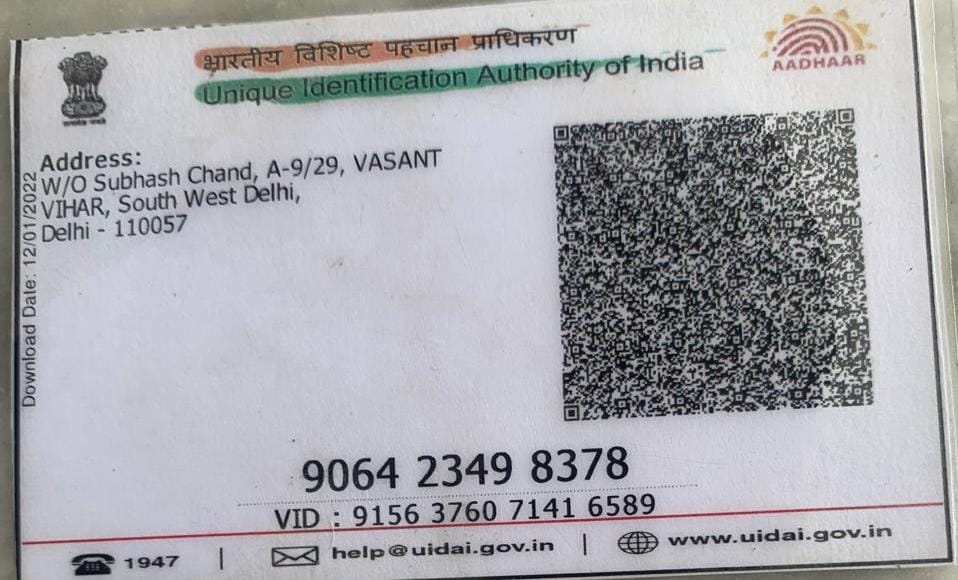 भारतीय विशिष्ट पहचान प्राधिकरण
Unique Identification Authority of India
AADHAAR
Address:
W/O Subhash Chand, A-9/29, VASANT
VIHAR, South West Delhi,
Delhi - 110057
Download Date: 12/01/2022
9064 2349 8378
VID : 9156 3760 7141 6589
1947 | help@uidai.gov.in | www.uidai.gov.in